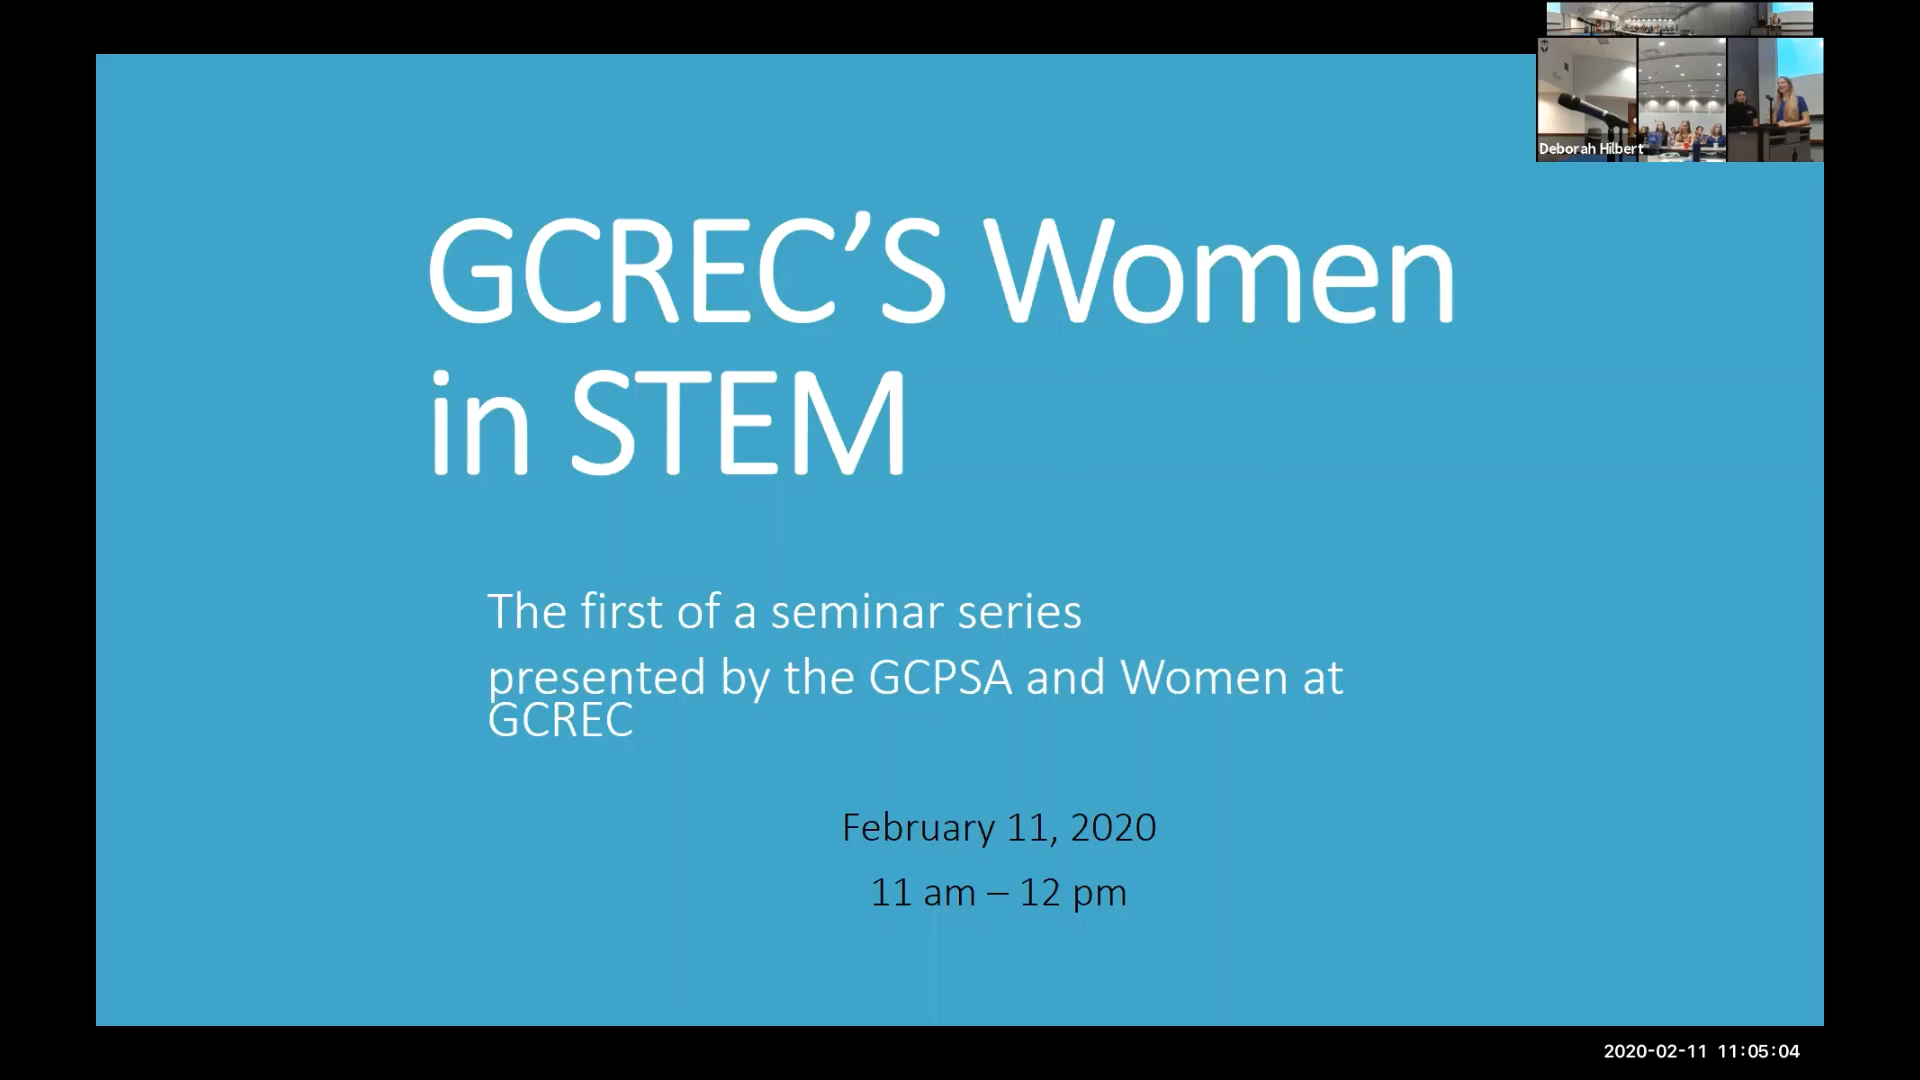 Deborah Hilbert
GCREC’S Women
in STEM
The first of a seminar series
presented by the GCPSA and Women at
GCREC
February 11, 2020
11 am – 12 pm
2020-02-11 11:05:04